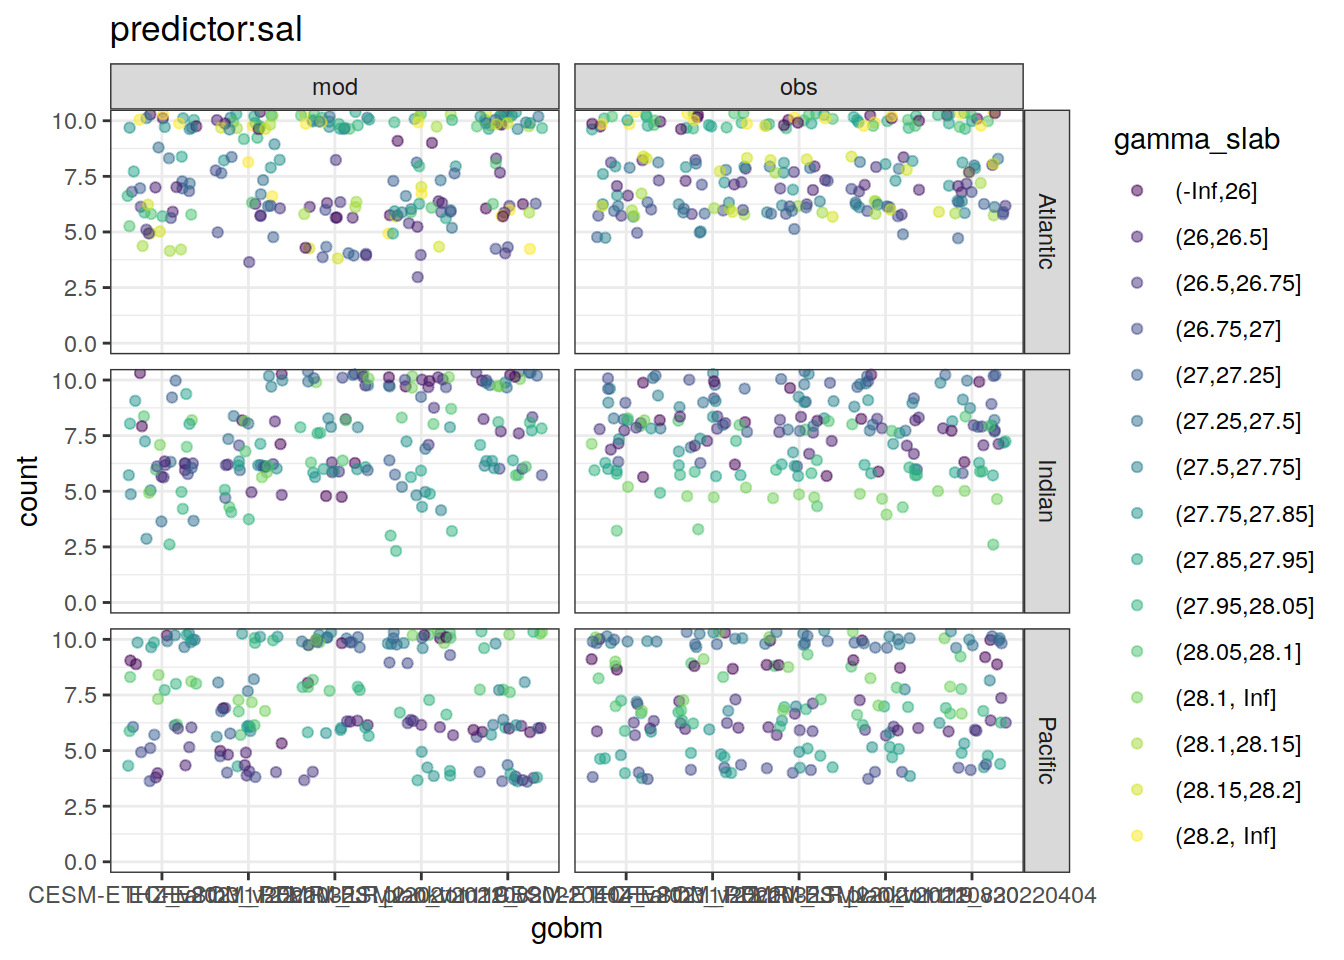 predictor:sal
mod
obs
10.0
7.5
5.0
2.5
0.0
Atlantic
10.0
7.5
5.0
2.5
0.0
Indian
10.0
7.5
5.0
2.5
0.0
Pacific
count
gobm
gamma_slab
(-Inf,26]
(26,26.5]
(26.5,26.75]
(26.75,27]
(27,27.25]
(27.25,27.5]
(27.5,27.75]
(27.75,27.85]
(27.85,27.95]
(27.95,28.05]
(28.05,28.1]
(28.1, Inf]
(28.1,28.15]
(28.15,28.2]
(28.2, Inf]